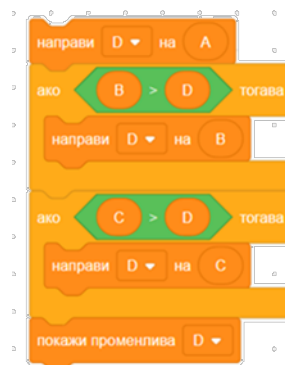 направи D на A
ако B > D тогава
направи D на B
ако C > D тогава
направи D на C
покажи променлива D